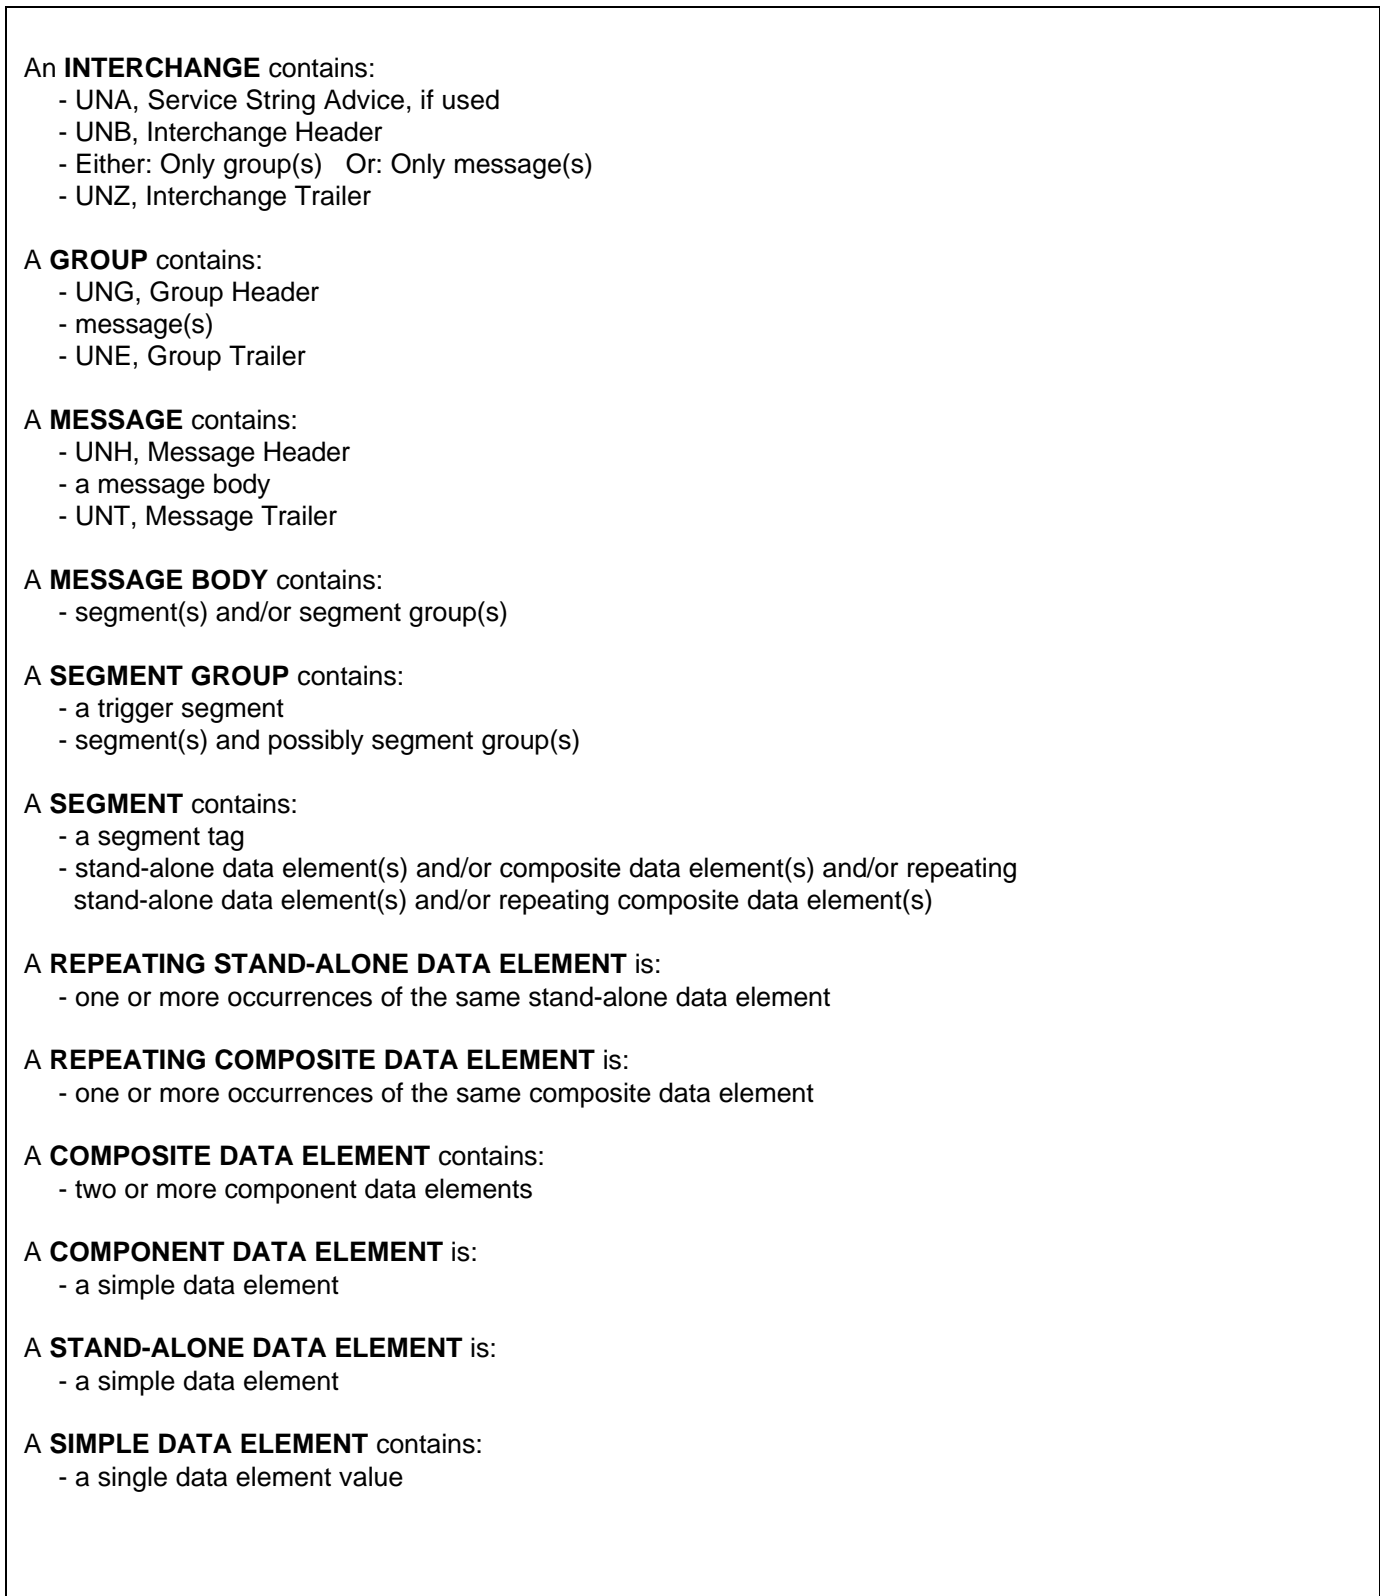 An INTERCHANGE contains:
- UNA, Service String Advice, if used
- UNB, Interchange Header
- Either: Only group(s) Or: Only message(s)
- UNZ, Interchange Trailer
A GROUP contains:
- UNG, Group Header
- message(s)
- UNE, Group Trailer
A MESSAGE contains:
- UNH, Message Header
- a message body
- UNT, Message Trailer
A MESSAGE BODY contains:
- segment(s) and/or segment group(s)
A SEGMENT GROUP contains:
- a trigger segment
- segment(s) and possibly segment group(s)
A SEGMENT contains:
- a segment tag
- stand-alone data element(s) and/or composite data element(s) and/or repeating
stand-alone data element(s) and/or repeating composite data element(s)
A REPEATING STAND-ALONE DATA ELEMENT is:
- one or more occurrences of the same stand-alone data element
A REPEATING COMPOSITE DATA ELEMENT is:
- one or more occurrences of the same composite data element
A COMPOSITE DATA ELEMENT contains:
- two or more component data elements
A COMPONENT DATA ELEMENT is:
- a simple data element
A STAND-ALONE DATA ELEMENT is:
- a simple data element
A SIMPLE DATA ELEMENT contains:
- a single data element value